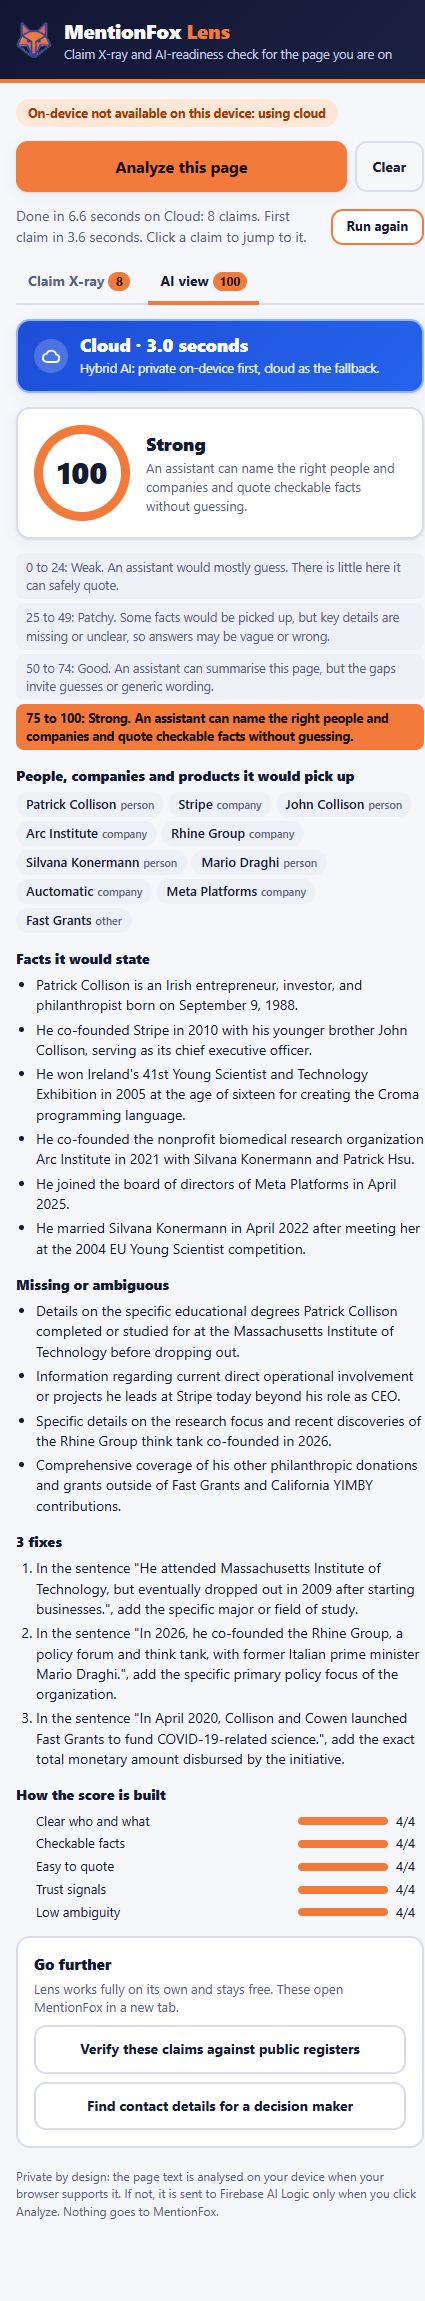 MentionFox Lens
Claim X-ray and AI-readiness check for the page you are on
On-device not available on this device: using cloud
Analyze this page
Clear
Done in 6.6 seconds on Cloud: 8 claims. First
claim in 3.6 seconds. Click a claim to jump to it.
Run again
Claim X-ray 8
AI view 100
Cloud · 3.0 seconds
Hybrid AI: private on-device first, cloud as the fallback.
100
Strong
An assistant can name the right people and
companies and quote checkable facts
without guessing.
0 to 24: Weak. An assistant would mostly guess. There is little here it
can safely quote.
25 to 49: Patchy. Some facts would be picked up, but key details are
missing or unclear, so answers may be vague or wrong.
50 to 74: Good. An assistant can summarise this page, but the gaps
invite guesses or generic wording.
75 to 100: Strong. An assistant can name the right people and
companies and quote checkable facts without guessing.
People, companies and products it would pick up
Patrick Collison person
Stripe company
John Collison person
Arc Institute company
Rhine Group company
Silvana Konermann person
Mario Draghi person
Auctomatic company
Meta Platforms company
Fast Grants other
Facts it would state
• Patrick Collison is an Irish entrepreneur, investor, and
philanthropist born on September 9, 1988.
• He co-founded Stripe in 2010 with his younger brother John
Collison, serving as its chief executive officer.
• He won Ireland's 41st Young Scientist and Technology
Exhibition in 2005 at the age of sixteen for creating the Croma
programming language.
• He co-founded the nonprofit biomedical research organization
Arc Institute in 2021 with Silvana Konermann and Patrick Hsu.
• He joined the board of directors of Meta Platforms in April
2025.
• He married Silvana Konermann in April 2022 after meeting her
at the 2004 EU Young Scientist competition.
Missing or ambiguous
• Details on the specific educational degrees Patrick Collison
completed or studied for at the Massachusetts Institute of
Technology before dropping out.
• Information regarding current direct operational involvement
or projects he leads at Stripe today beyond his role as CEO.
• Specific details on the research focus and recent discoveries of
the Rhine Group think tank co-founded in 2026.
• Comprehensive coverage of his other philanthropic donations
and grants outside of Fast Grants and California YIMBY
contributions.
3 fixes
1. In the sentence "He attended Massachusetts Institute of
Technology, but eventually dropped out in 2009 after starting
businesses.", add the specific major or field of study.
2. In the sentence "In 2026, he co-founded the Rhine Group, a
policy forum and think tank, with former Italian prime minister
Mario Draghi.", add the specific primary policy focus of the
organization.
3. In the sentence "In April 2020, Collison and Cowen launched
Fast Grants to fund COVID-19-related science.", add the exact
total monetary amount disbursed by the initiative.
How the score is built
Clear who and what 4/4
Checkable facts 4/4
Easy to quote 4/4
Trust signals 4/4
Low ambiguity 4/4
Go further
Lens works fully on its own and stays free. These open
MentionFox in a new tab.
Verify these claims against public registers
Find contact details for a decision maker
Private by design: the page text is analysed on your device when your
browser supports it. If not, it is sent to Firebase AI Logic only when you click
Analyze. Nothing goes to MentionFox.